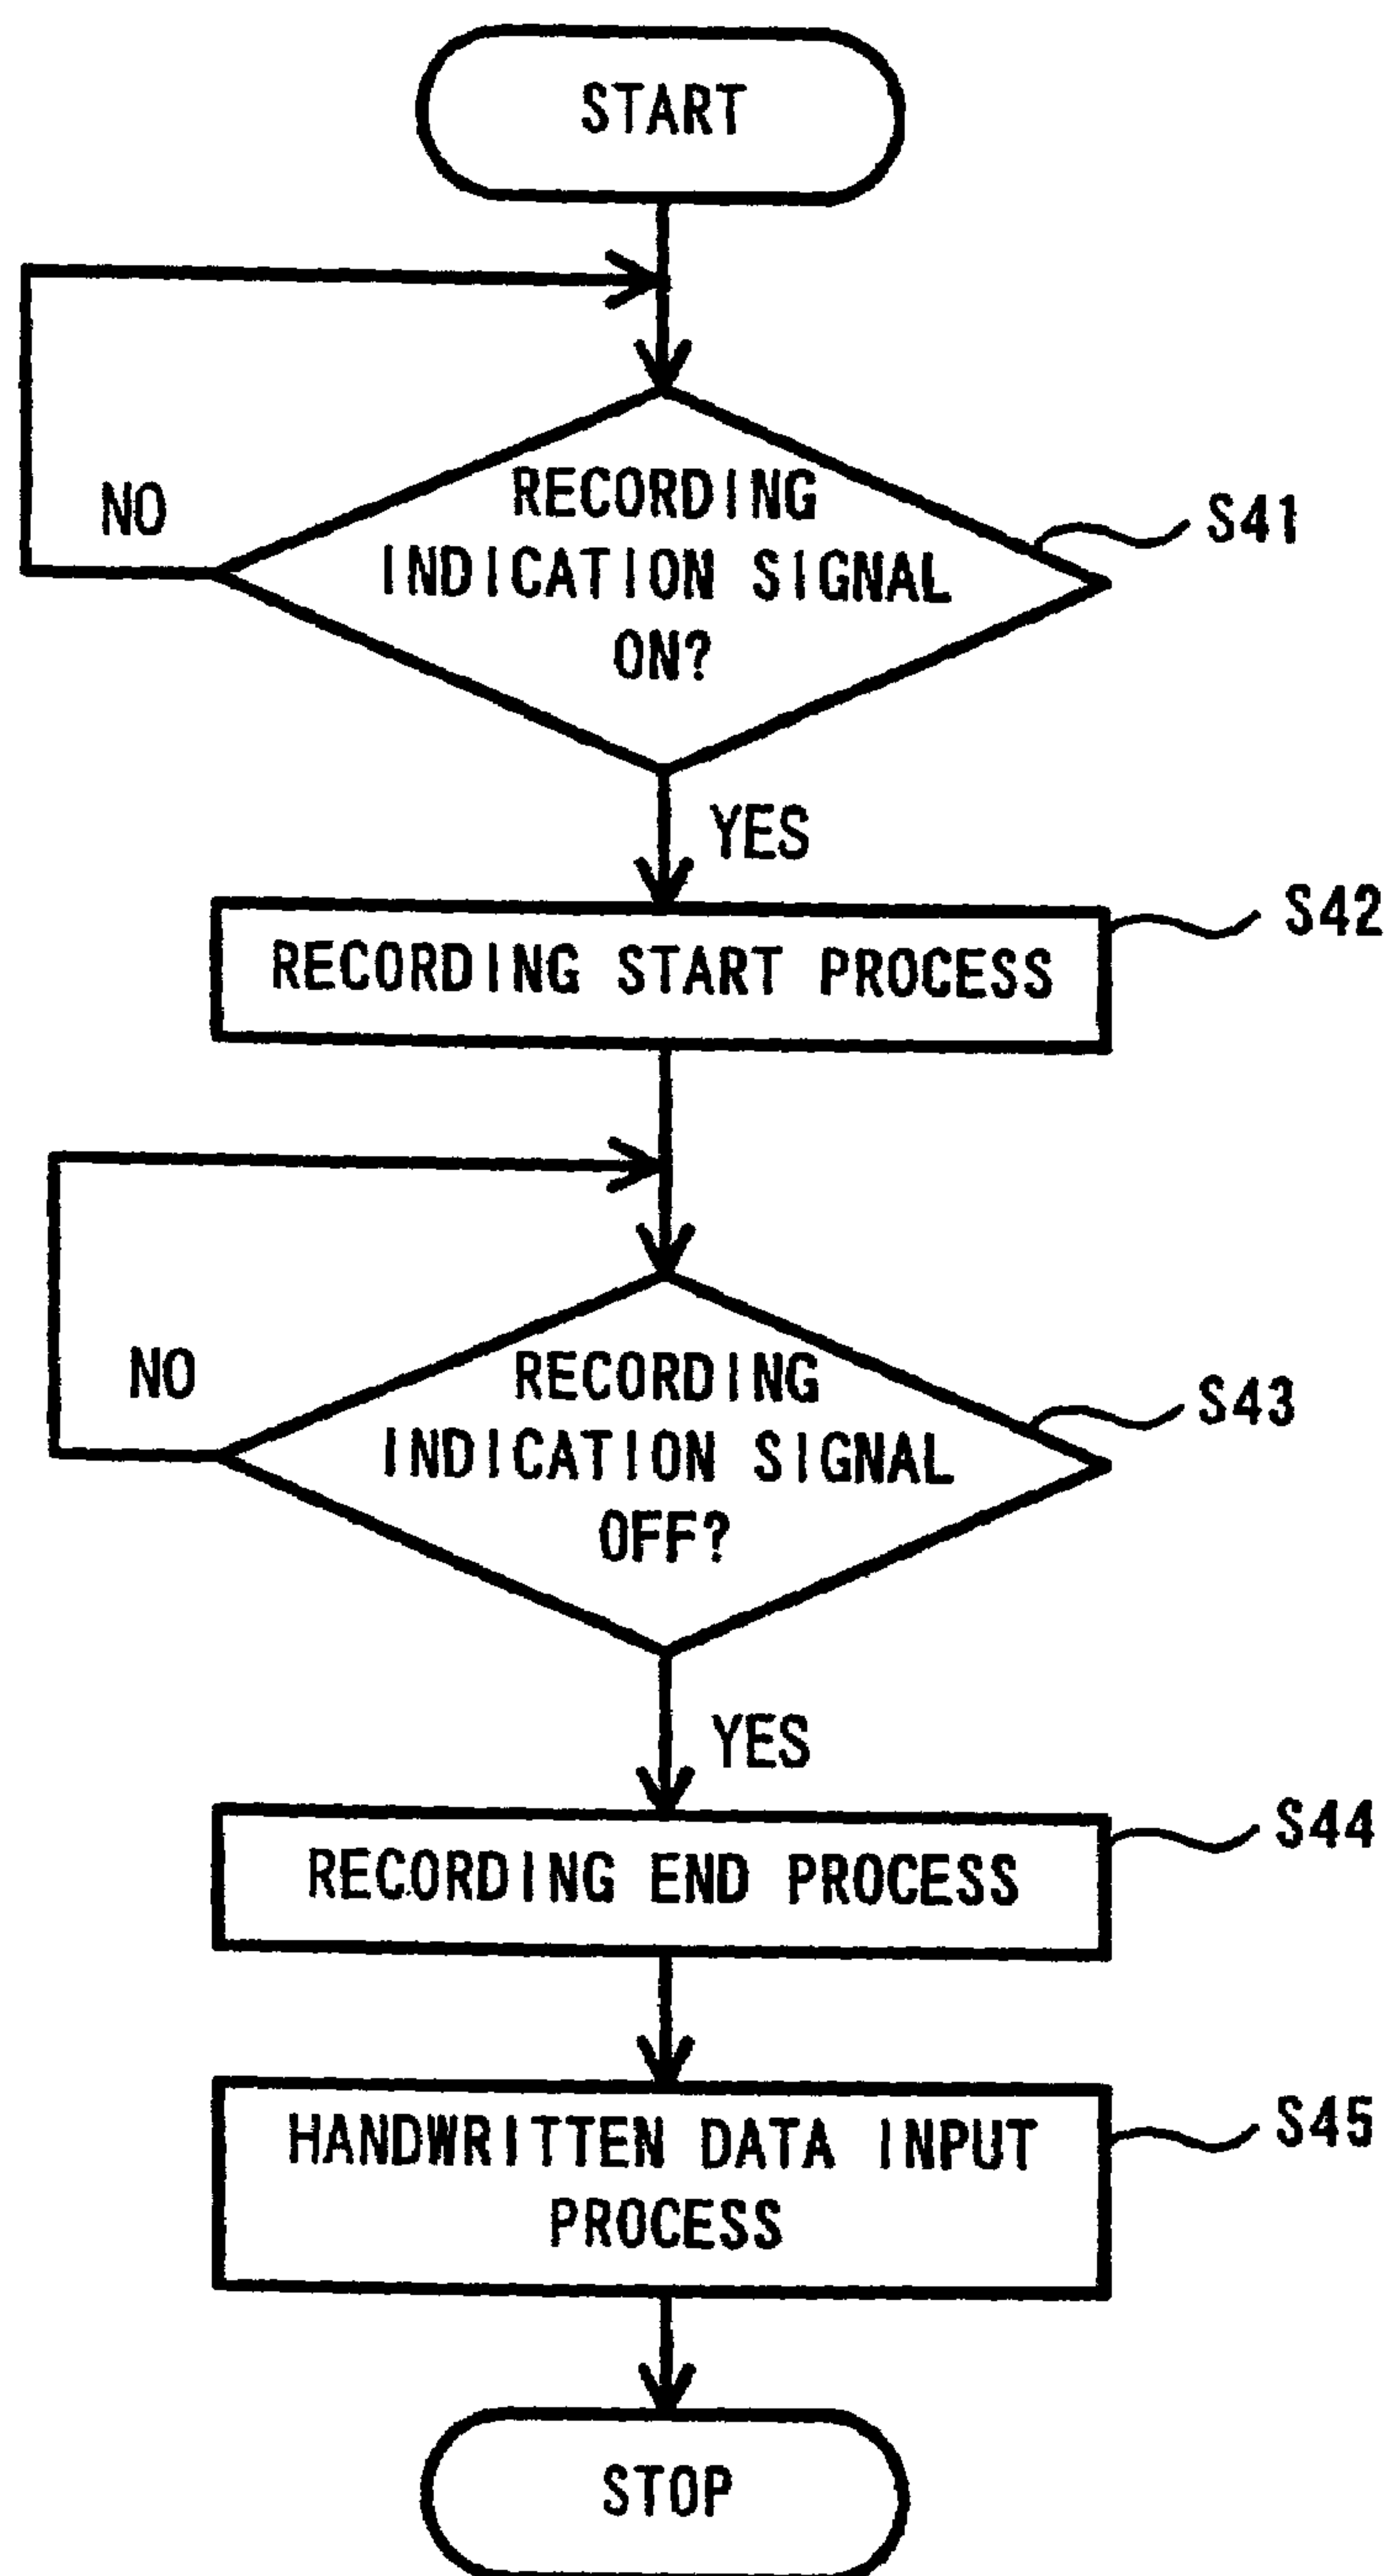 START
NO
RECORDING
INDICATION SIGNAL
ON?
S41
YES
RECORDING START PROCESS
S42
NO
RECORDING
INDICATION SIGNAL
OFF?
S43
YES
RECORDING END PROCESS
S44
HANDWRITTEN DATA INPUT
PROCESS
S45
STOP